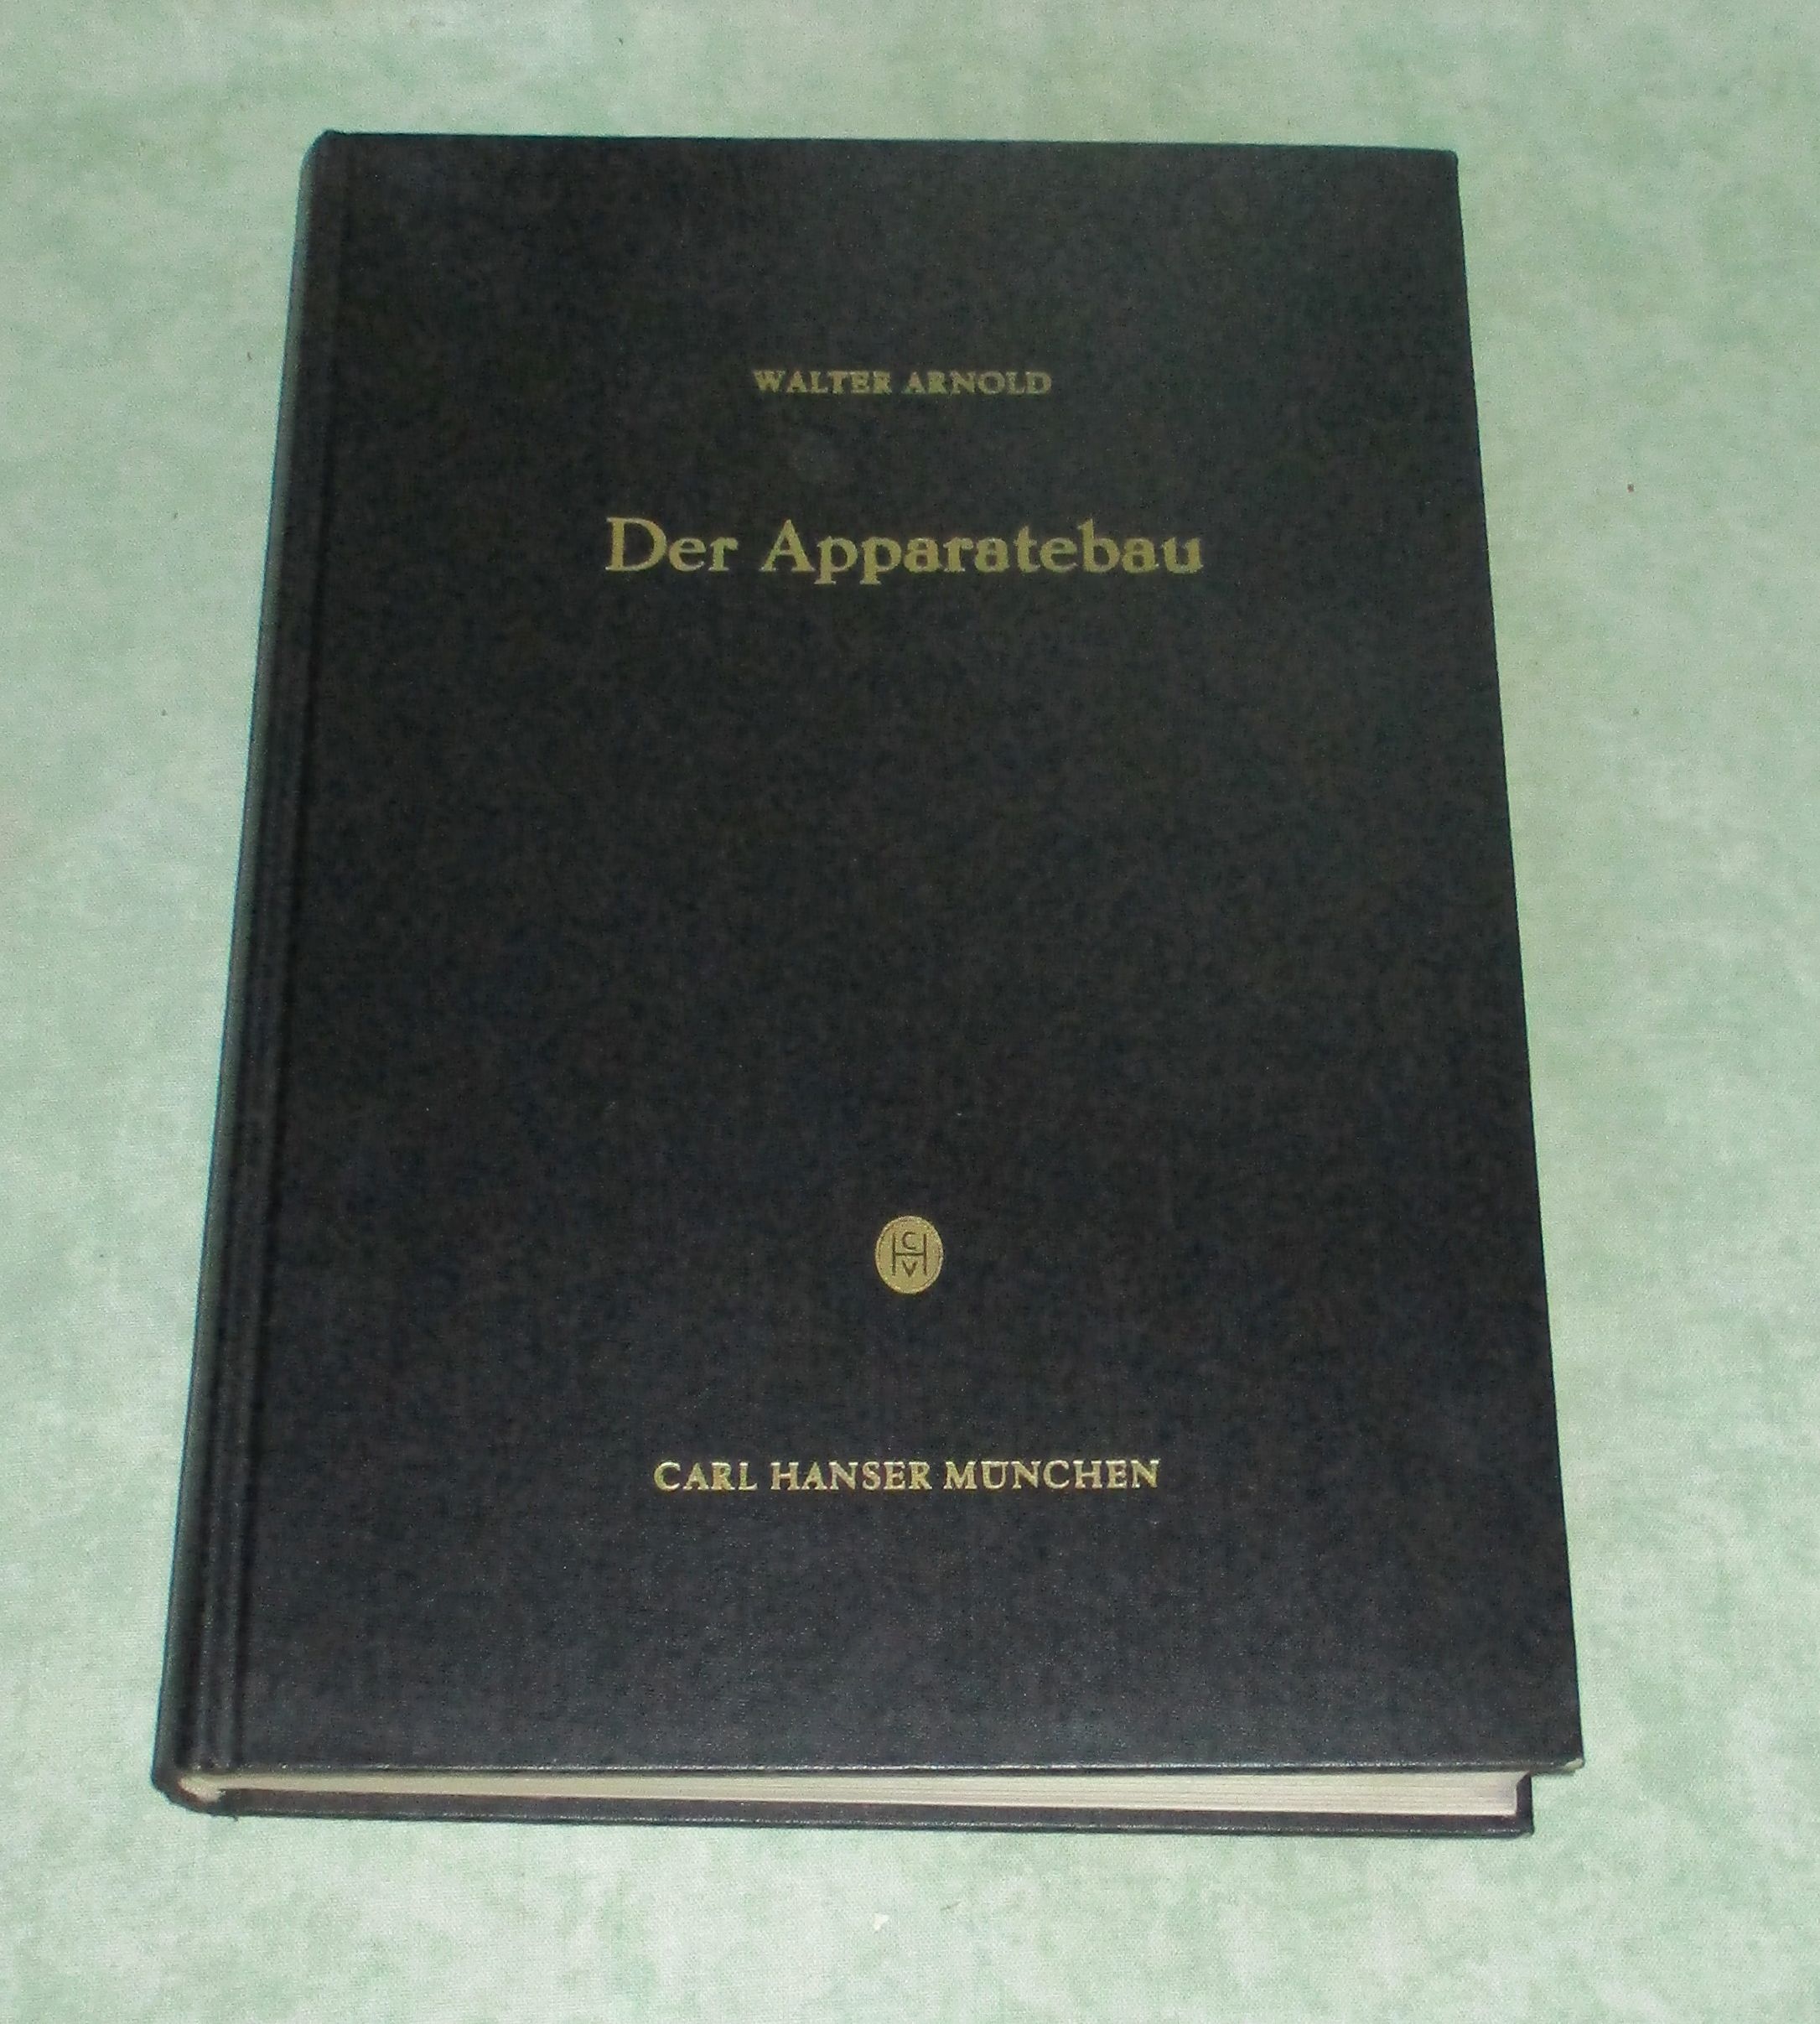 WALTER ARNOLD
Der Apparatebau
CHV
CARL HANSER MÜNCHEN